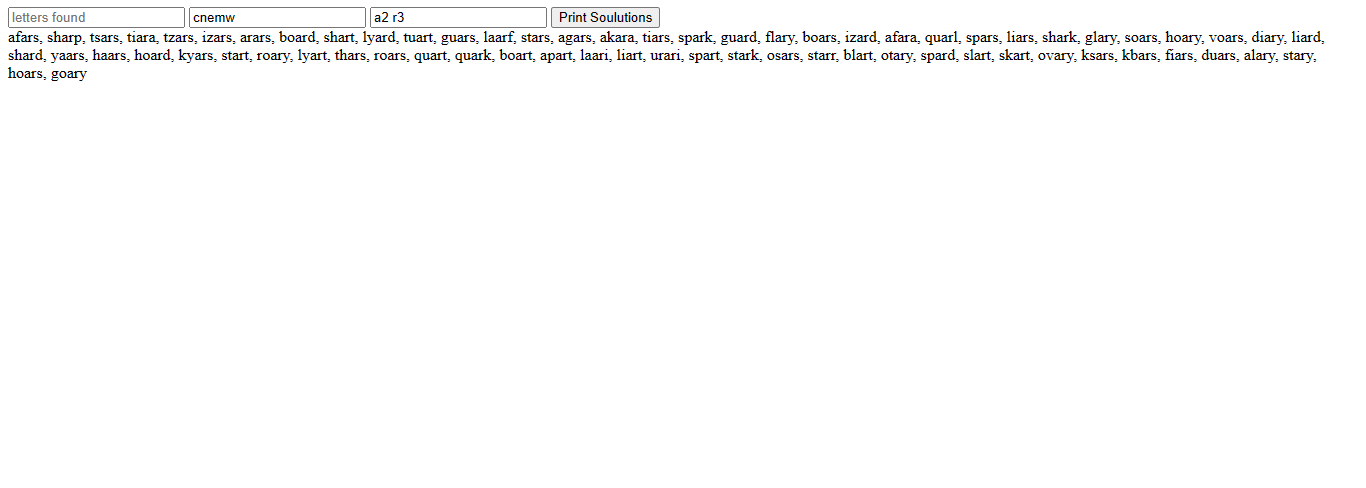 letters found cnemw a2 r3 Print Soulutions
afars, sharp, tsars, tiara, tzars, izars, arars, board, shart, lyard, tuart, guars, laarf, stars, agars, akara, tiars, spark, guard, flary, boars, izard, afara, quarl, spars, liars, shark, glary, soars, hoary, voars, diary, liard,
shard, yaars, haars, hoard, kyars, start, roary, lyart, thars, roars, quart, quark, boart, apart, laari, liart, urari, spart, stark, osars, starr, blart, otary, spard, slart, skart, ovary, ksars, kbars, fiars, duars, alary, stary,
hoars, goary